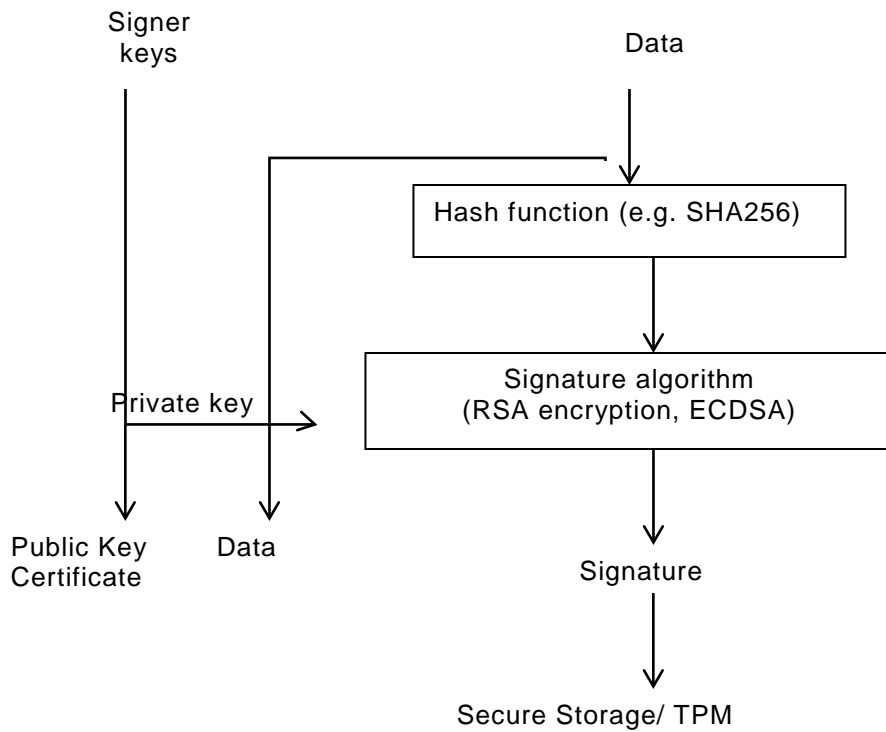 Signer
keys
Data
Hash function (e.g. SHA256)
Signature algorithm
(RSA encryption, ECDSA)
Private key
Public Key
Certificate
Data
Signature
Secure Storage/ TPM